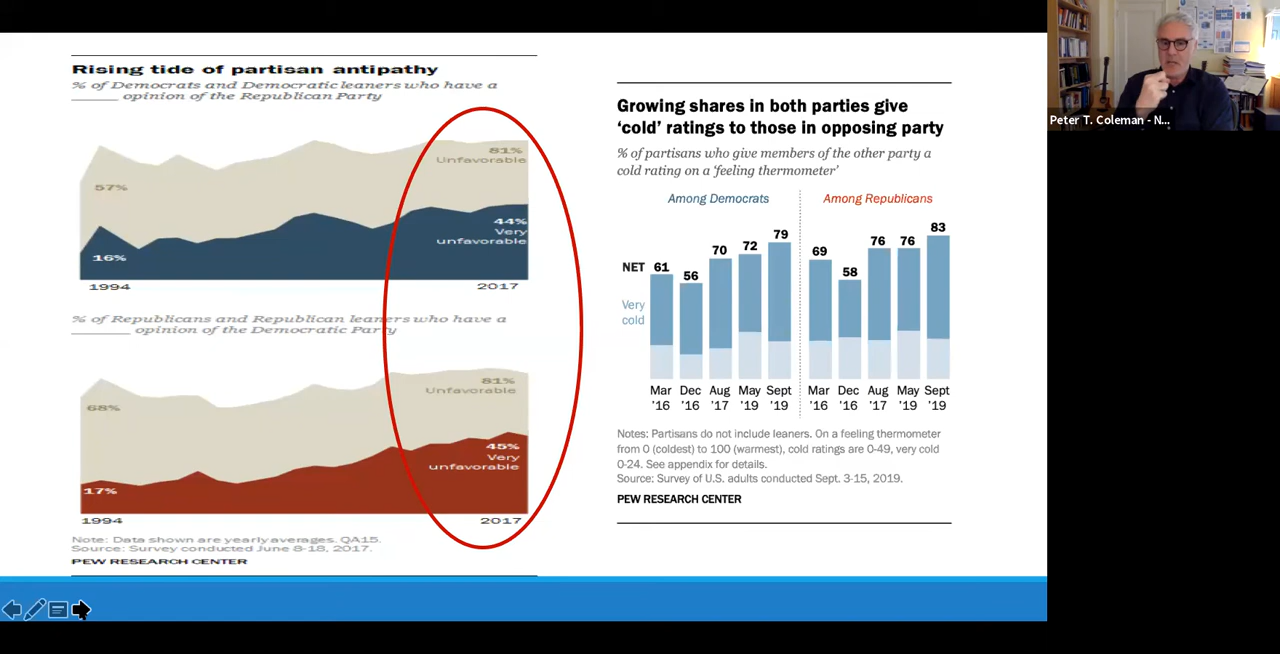 Rising tide of partisan antipathy
% of Democrats and Democratic leaners who have a
______ opinion of the Republican Party
81%
Unfavorable
57%
44%
Very
unfavorable
16%
1994
2017
% of Republicans and Republican leaners who have a
______ opinion of the Democratic Party
81%
Unfavorable
68%
45%
Very
unfavorable
17%
1994
2017
Note: Data shown are yearly averages. QA15.
Source: Survey conducted June 8-18, 2017.
PEW RESEARCH CENTER
Growing shares in both parties give
‘cold’ ratings to those in opposing party
% of partisans who give members of the other party a
cold rating on a ‘feeling thermometer’
Among Democrats
Among Republicans
NET
61
56
70
72
79
69
58
76
76
83
Very
cold
Mar Dec Aug May Sept
’16 ’16 ’17 ’19 ’19
Mar Dec Aug May Sept
’16 ’16 ’17 ’19 ’19
Notes: Partisans do not include leaners. On a feeling thermometer
from 0 (coldest) to 100 (warmest), cold ratings are 0-49, very cold
0-24. See appendix for details.
Source: Survey of U.S. adults conducted Sept. 3-15, 2019.
PEW RESEARCH CENTER
Peter T. Coleman - N...